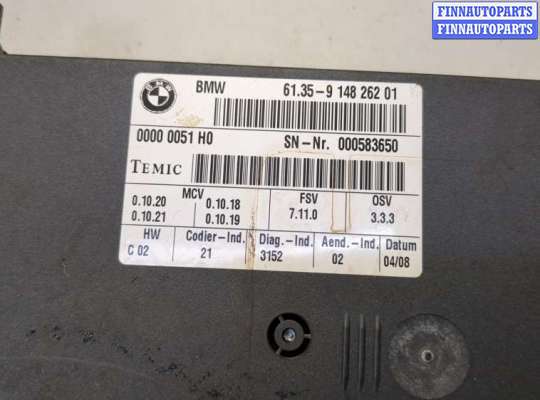 FINNAUTOPARTS
FINNAUTOPARTS
BMW 61.35-9 148 262 01
0000 0051 H0 SN-Nr. 000583650
TEMIC
MCV FSV OSV
0.10.20 0.10.18 7.11.0 3.3.3
0.10.21 0.10.19
HW Codier-Ind. Diag.-Ind. Aend.-Ind. Datum
C 02 21 3152 02 04/08